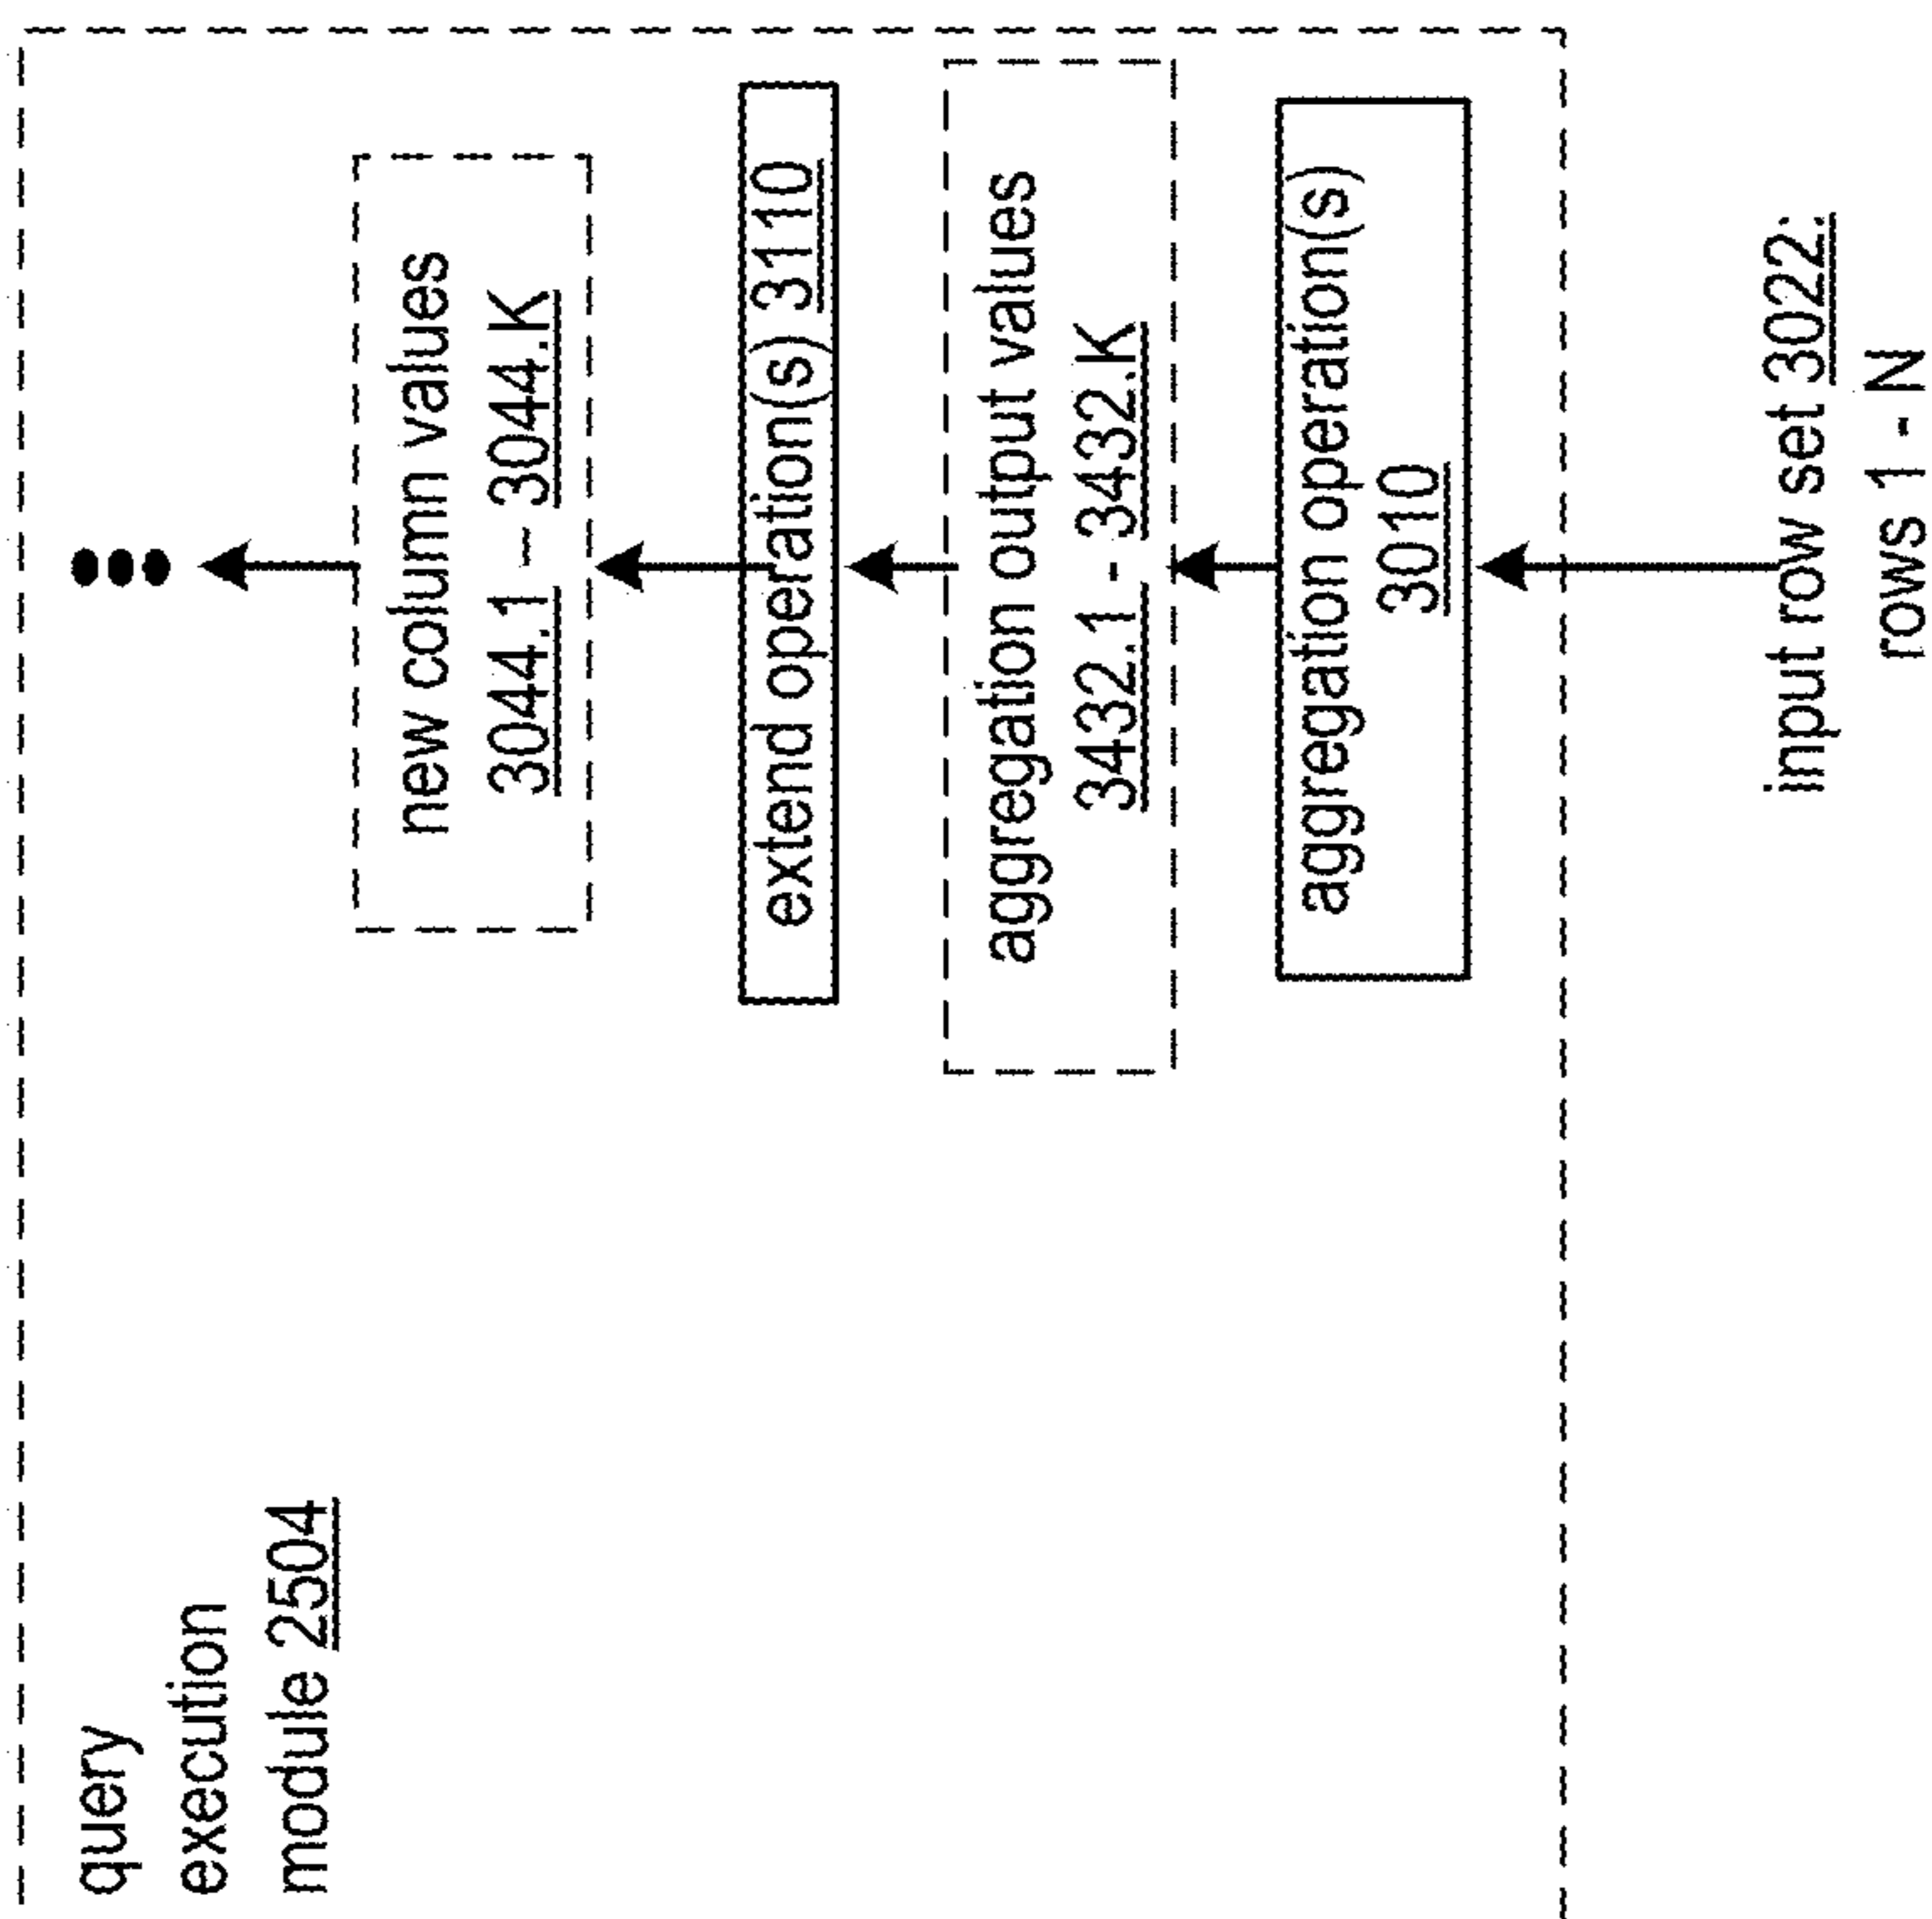 query
execution
module 2504
new column values
3044.1 – 3044.K
extend operation(s) 3110
aggregation output values
3432.1 - 3432.K
aggregation operation(s)
3010
input row set 3022:
rows 1 - N